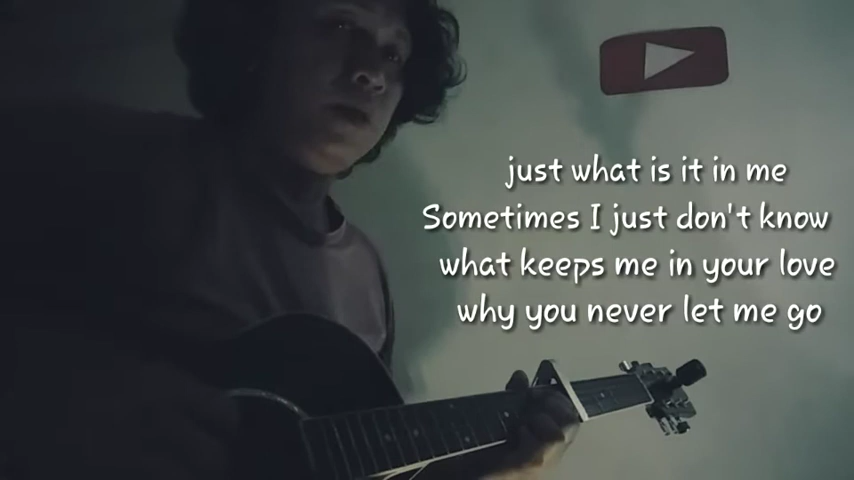 just what is it in me
Sometimes I just don't know
what keeps me in your love
why you never let me go